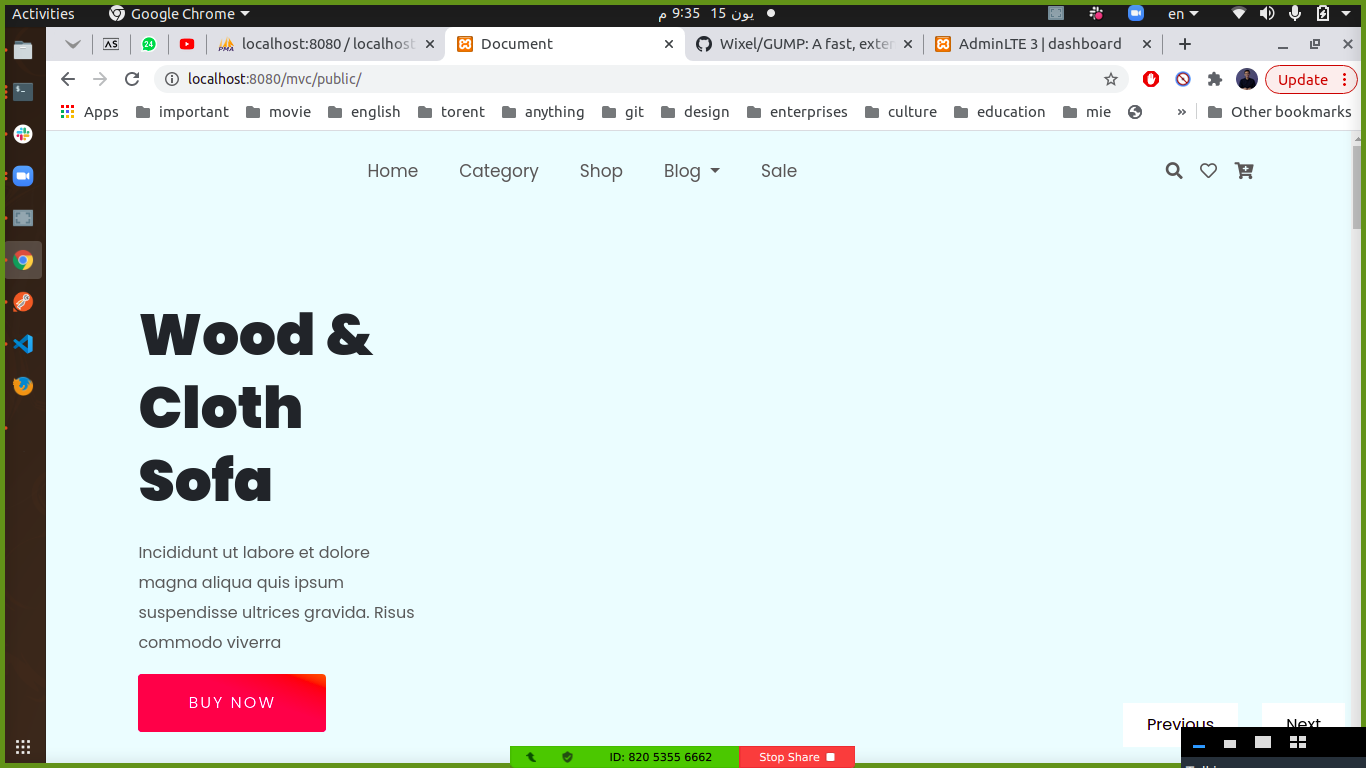 Activities
Google Chrome
يون 15 9:35 م
en
localhost:8080 / localhost
Document
Wixel/GUMP: A fast, exten
AdminLTE 3 | dashboard
localhost:8080/mvc/public/
Update
Apps
important
movie
english
torent
anything
git
design
enterprises
culture
education
mie
»
Other bookmarks
Home
Category
Shop
Blog
Sale
Wood &
Cloth
Sofa
Incididunt ut labore et dolore
magna aliqua quis ipsum
suspendisse ultrices gravida. Risus
commodo viverra
BUY NOW
Previous
Next
ID: 820 5355 6662
Stop Share